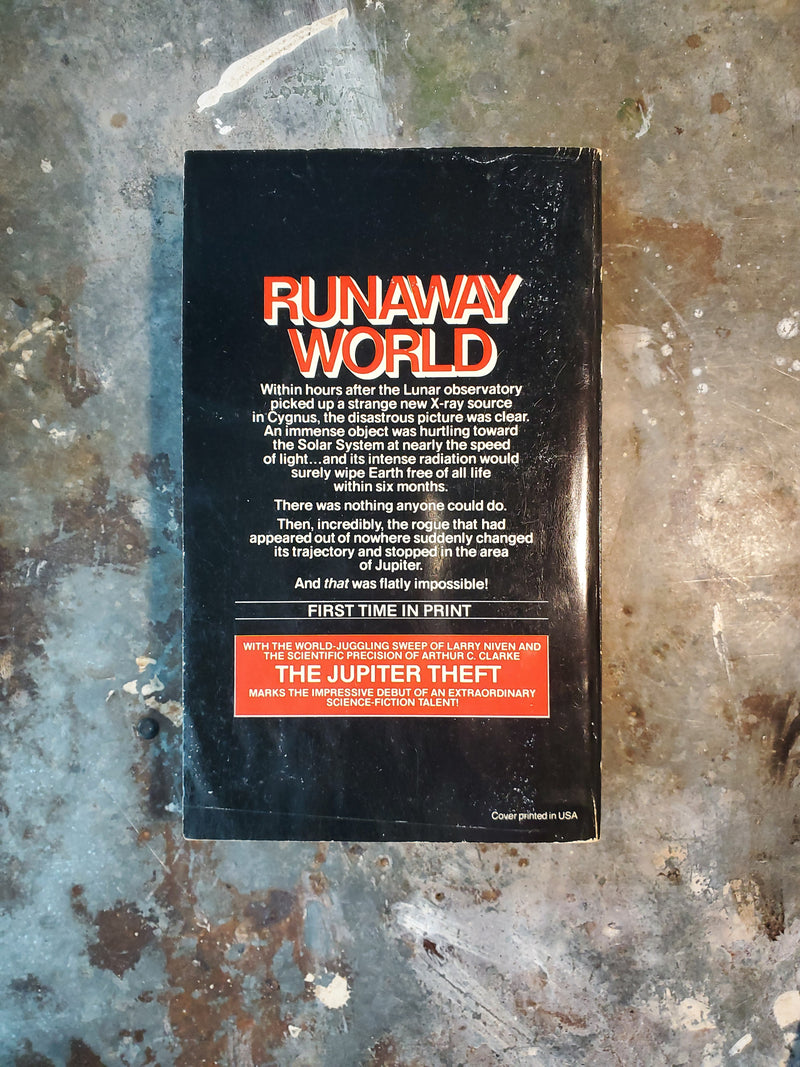 RUNAWAY
WORLD
Within hours after the Lunar observatory
picked up a strange new X-ray source
in Cygnus, the disastrous picture was clear.
An immense object was hurtling toward
the Solar System at nearly the speed
of light...and its intense radiation would
surely wipe Earth free of all life
within six months.
There was nothing anyone could do.
Then, incredibly, the rogue that had
appeared out of nowhere suddenly changed
its trajectory and stopped in the area
of Jupiter.
And that was flatly impossible!
FIRST TIME IN PRINT
WITH THE WORLD-JUGGLING SWEEP OF LARRY NIVEN AND
THE SCIENTIFIC PRECISION OF ARTHUR C. CLARKE
THE JUPITER THEFT
MARKS THE IMPRESSIVE DEBUT OF AN EXTRAORDINARY
SCIENCE-FICTION TALENT!
Cover printed in USA